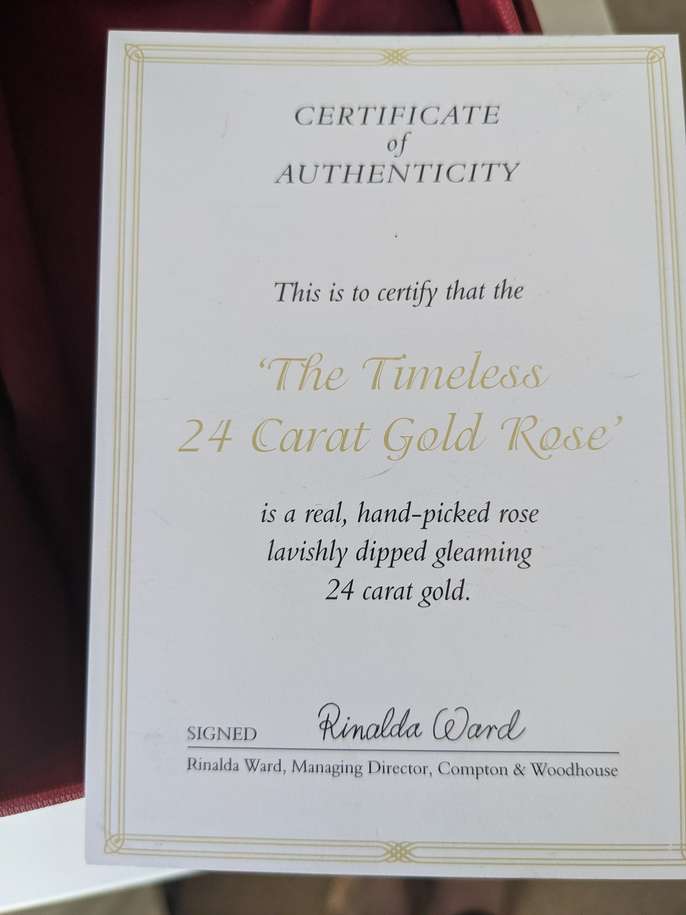 CERTIFICATE
of
AUTHENTICITY
This is to certify that the
‘The Timeless
24 Carat Gold Rose’
is a real, hand-picked rose
lavishly dipped gleaming
24 carat gold.
SIGNED Rinalda Ward
Rinalda Ward, Managing Director, Compton & Woodhouse